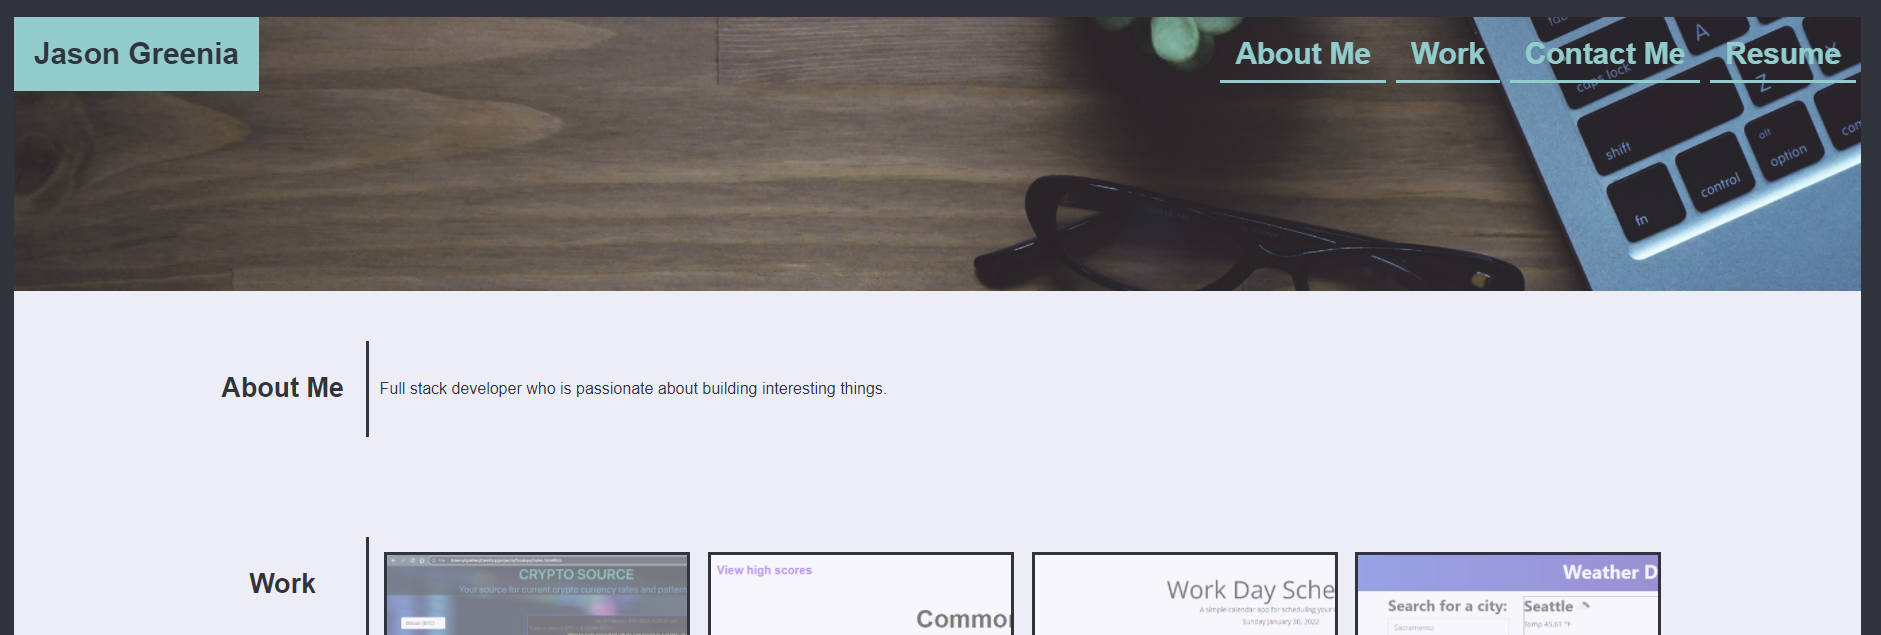 Jason Greenia
About Me Work Contact Me Resume
A
caps lock
Z
shift
alt
option
control
fn
About Me
Full stack developer who is passionate about building interesting things.
Work
CRYPTO SOURCE
Your source for current crypto currency rates and pattern
Bitcoin (BTC)
View high scores
Common
Work Day Sche
A simple calendar app for scheduling your
Sunday January 30, 2022
Weather D
Search for a city:
Sacramento
Seattle
Temp 45.61 °F